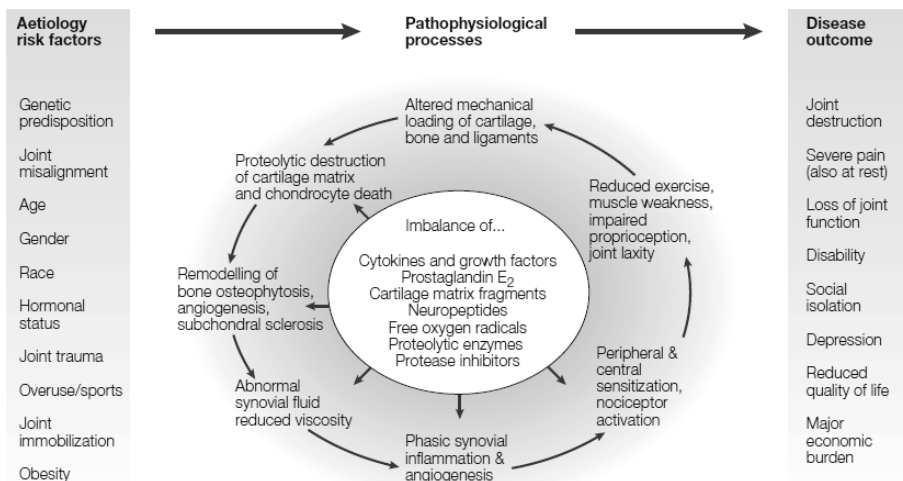 Aetiology
risk factors
Pathophysiological
processes
Disease
outcome
Genetic
predisposition
Joint
misalignment
Age
Gender
Race
Hormonal
status
Joint trauma
Overuse/sports
Joint
immobilization
Obesity
Altered mechanical
loading of cartilage,
bone and ligaments
Proteolytic destruction
of cartilage matrix
and chondrocyte death
Remodelling of
bone osteophytosis,
angiogenesis,
subchondral sclerosis
Abnormal
synovial fluid
reduced viscosity
Phasic synovial
inflammation &
angiogenesis
Peripheral &
central
sensitization,
nociceptor
activation
Reduced exercise,
muscle weakness,
impaired
proprioception,
joint laxity
Imbalance of...
Cytokines and growth factors
Prostaglandin E2
Cartilage matrix fragments
Neuropeptides
Free oxygen radicals
Proteolytic enzymes
Protease inhibitors
Joint
destruction
Severe pain
(also at rest)
Loss of joint
function
Disability
Social
isolation
Depression
Reduced
quality of life
Major
economic
burden